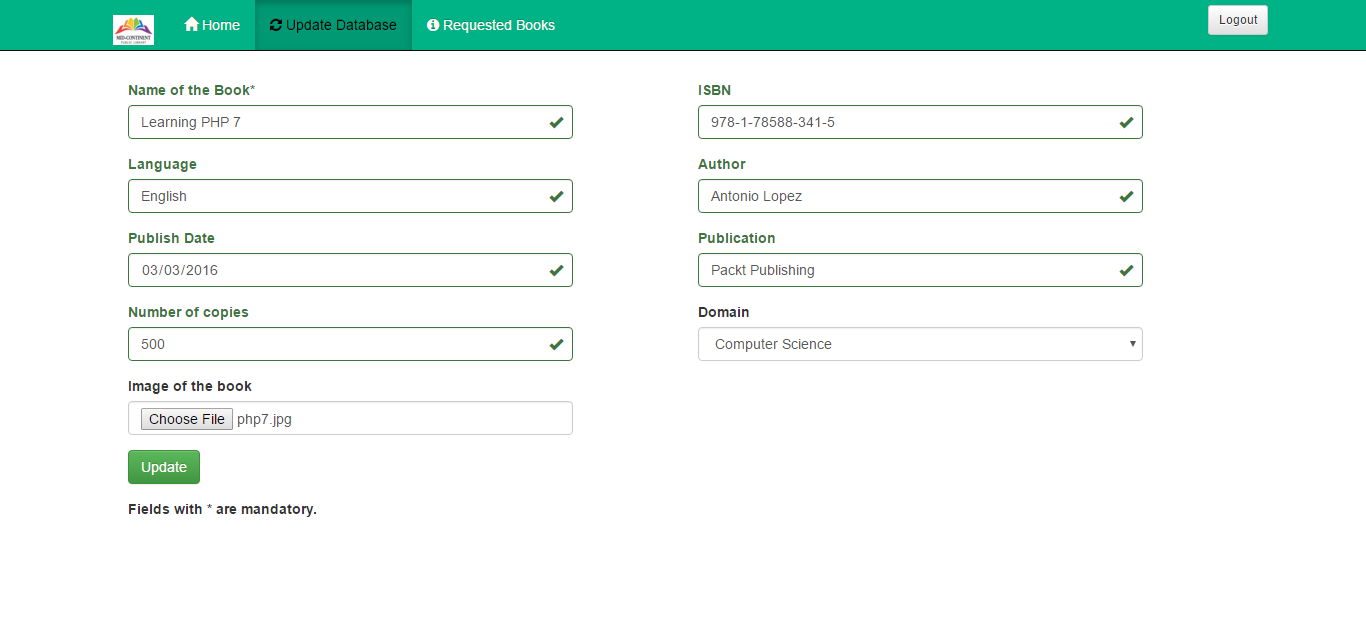 MID-CONTINENT
PUBLIC LIBRARY
Home
Update Database
Requested Books
Logout
Name of the Book*
Learning PHP 7
ISBN
978-1-78588-341-5
Language
English
Author
Antonio Lopez
Publish Date
03/03/2016
Publication
Packt Publishing
Number of copies
500
Domain
Computer Science
Image of the book
Choose File php7.jpg
Update
Fields with * are mandatory.